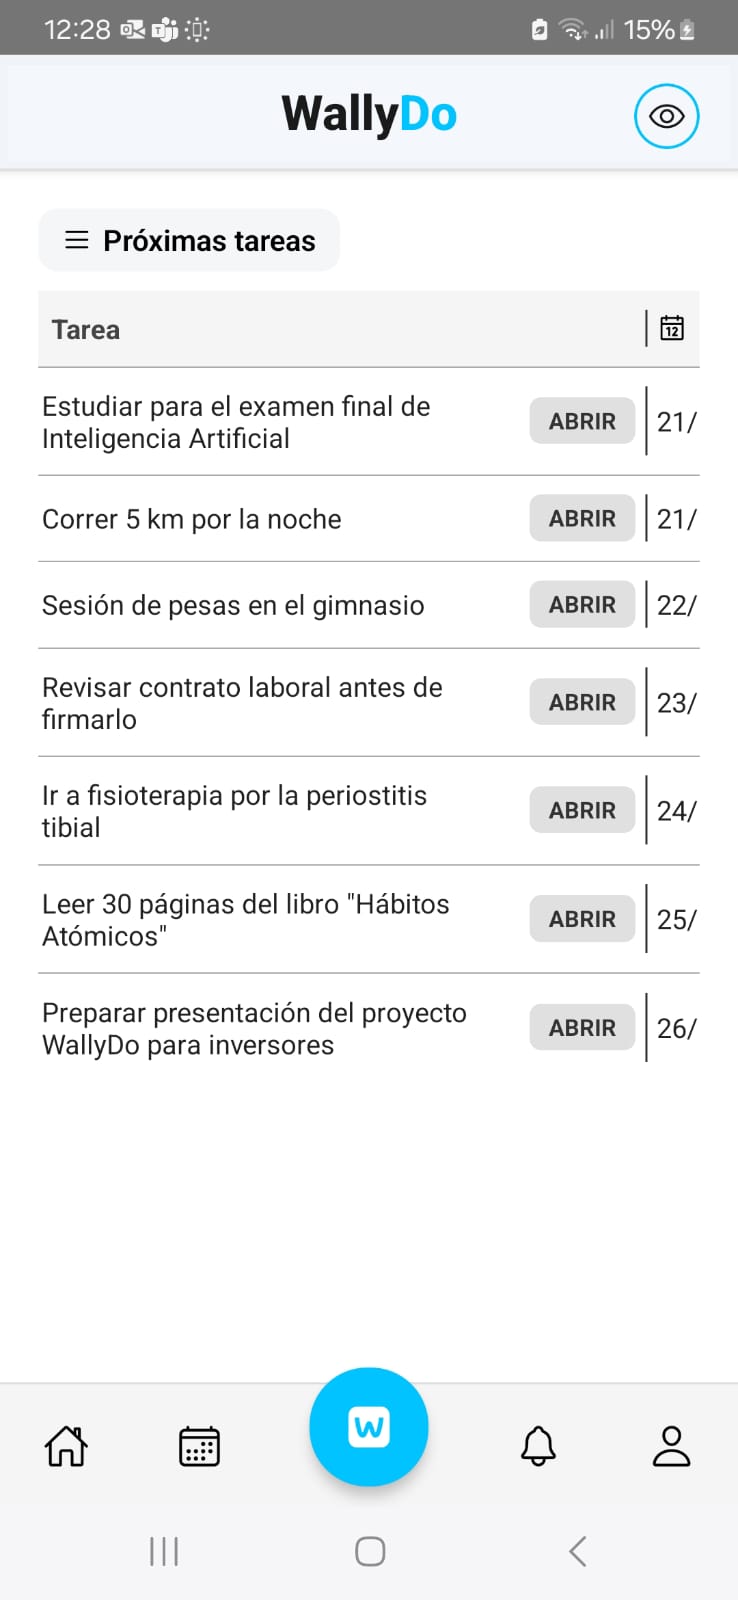 12:28 15%
WallyDo
Próximas tareas
Tarea 12
Estudiar para el examen final de
Inteligencia Artificial
ABRIR 21/
Correr 5 km por la noche ABRIR 21/
Sesión de pesas en el gimnasio ABRIR 22/
Revisar contrato laboral antes de
firmarlo
ABRIR 23/
Ir a fisioterapia por la periostitis
tibial
ABRIR 24/
Leer 30 páginas del libro "Hábitos
Atómicos"
ABRIR 25/
Preparar presentación del proyecto
WallyDo para inversores
ABRIR 26/
W